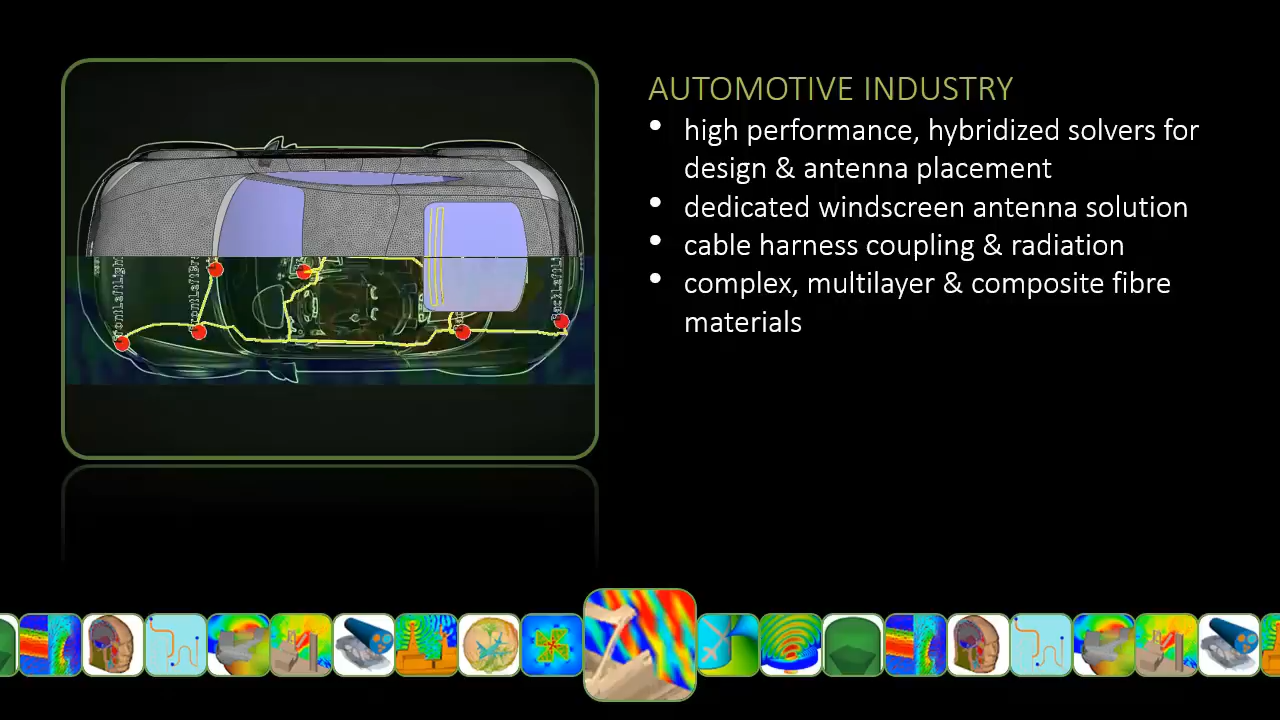 AUTOMOTIVE INDUSTRY
• high performance, hybridized solvers for
design & antenna placement
• dedicated windscreen antenna solution
• cable harness coupling & radiation
• complex, multilayer & composite fibre
materials